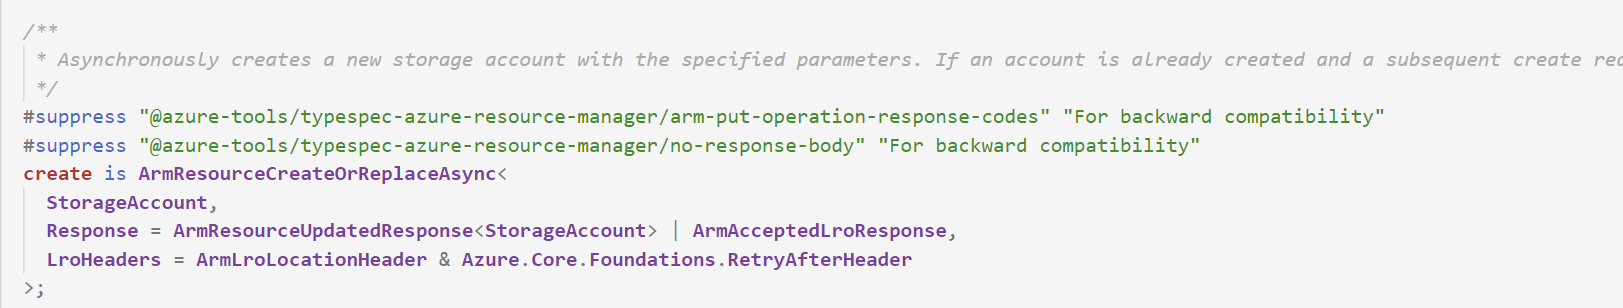 /**
* Asynchronously creates a new storage account with the specified parameters. If an account is already created and a subsequent create
*/
#suppress "@azure-tools/typespec-azure-resource-manager/arm-put-operation-response-codes" "For backward compatibility"
#suppress "@azure-tools/typespec-azure-resource-manager/no-response-body" "For backward compatibility"
create is ArmResourceCreateOrReplaceAsync<
StorageAccount,
Response = ArmResourceUpdatedResponse<StorageAccount> | ArmAcceptedLroResponse,
LroHeaders = ArmLroLocationHeader & Azure.Core.Foundations.RetryAfterHeader
>;